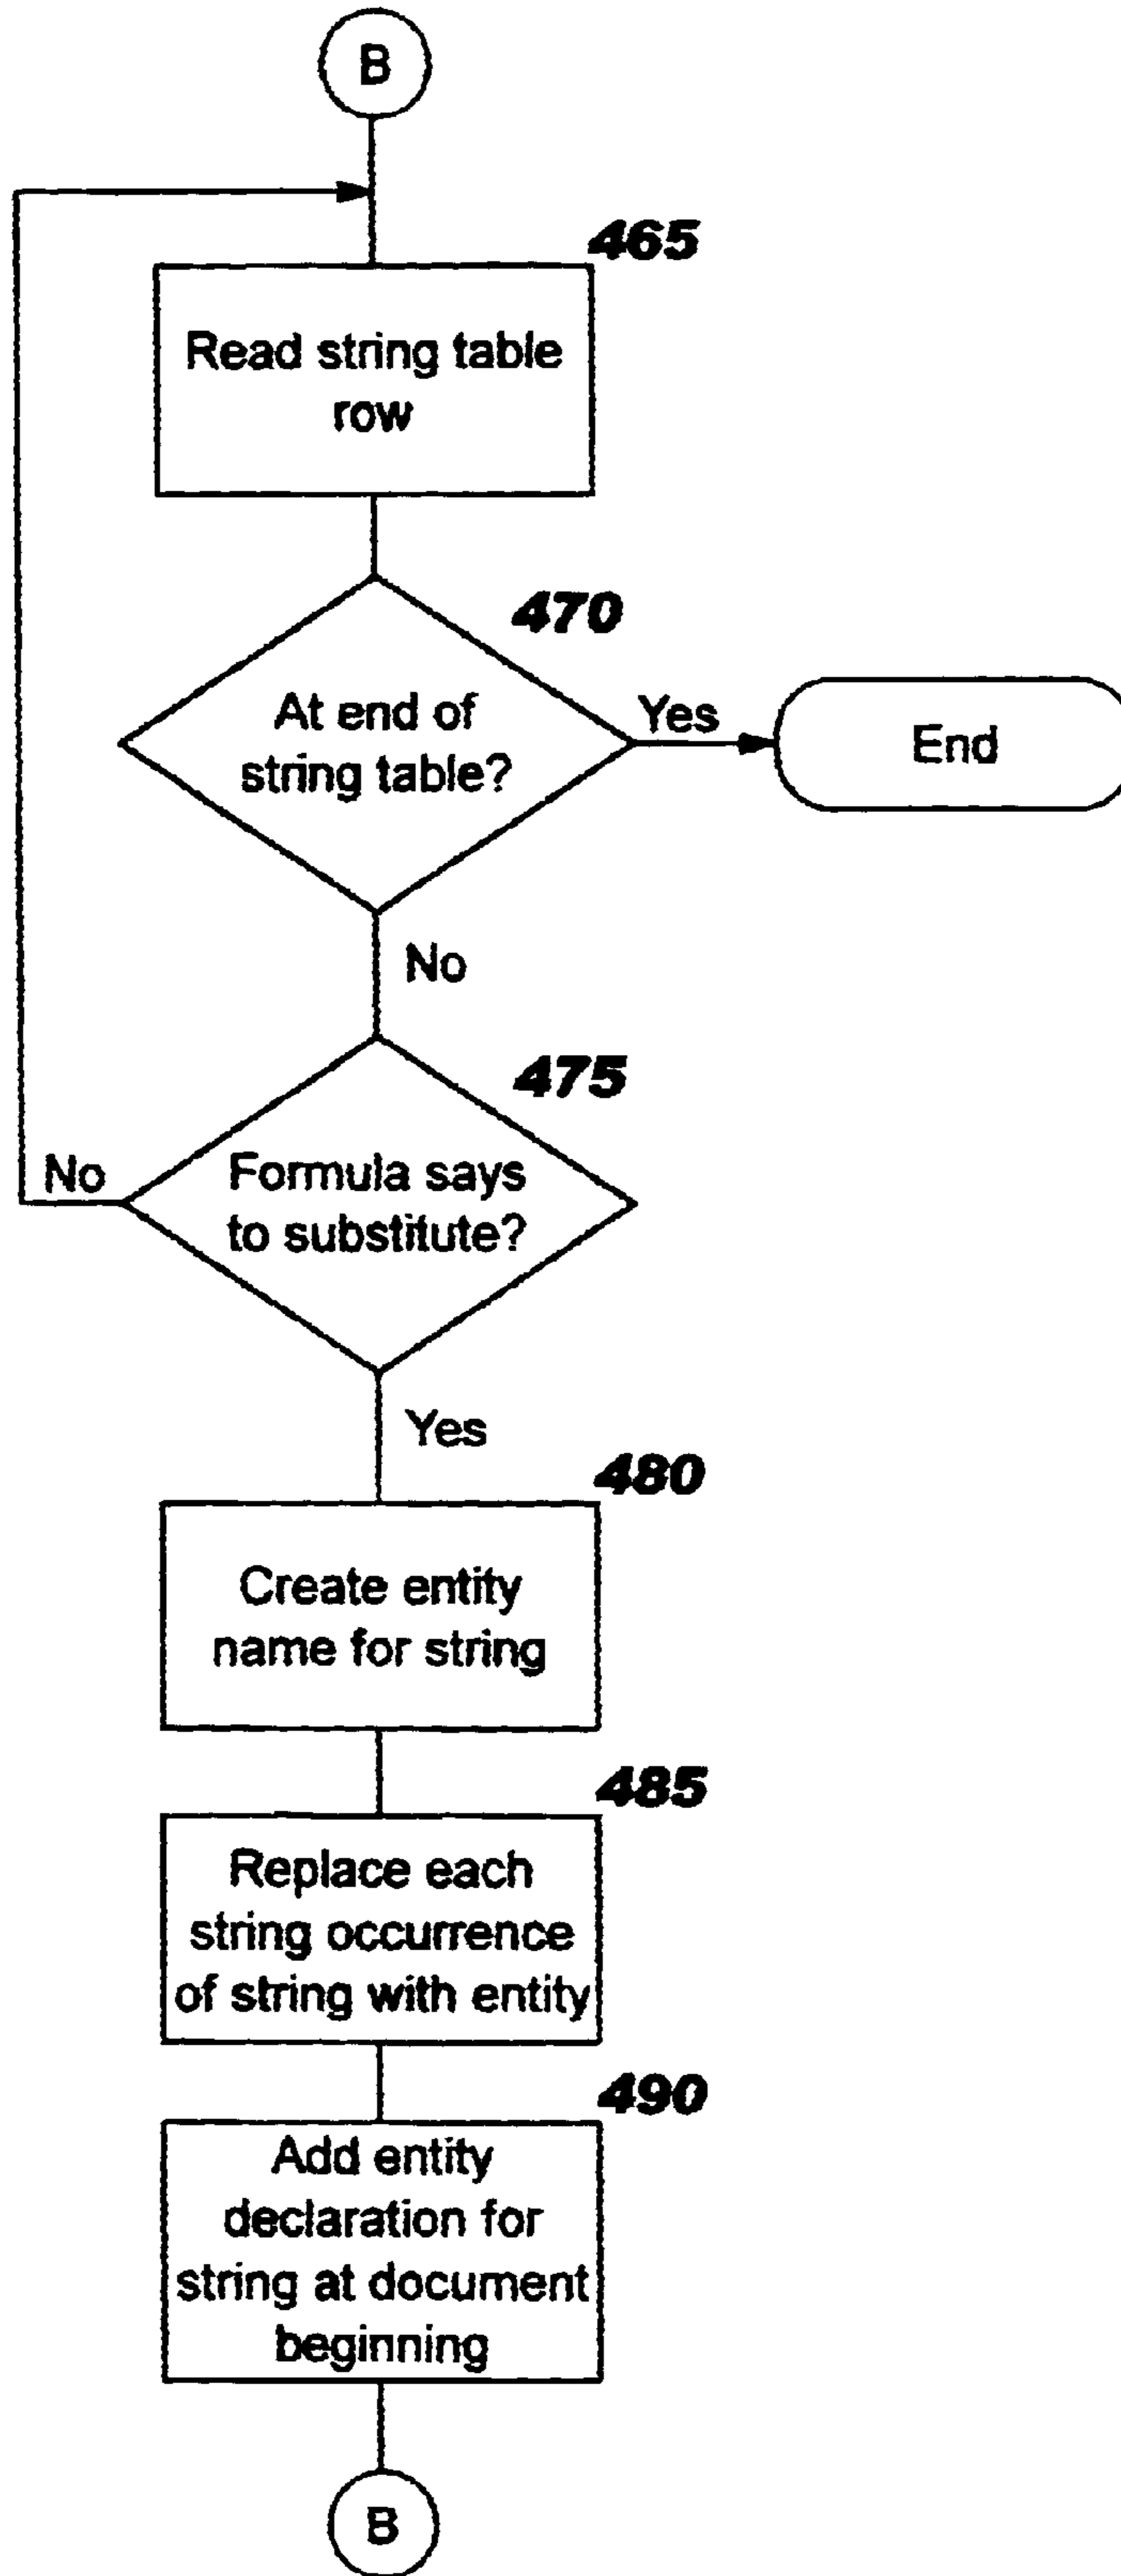 B
465
Read string table
row
470
At end of
string table?
Yes
End
No
475
Formula says
to substitute?
No
Yes
480
Create entity
name for string
485
Replace each
string occurrence
of string with entity
490
Add entity
declaration for
string at document
beginning
B